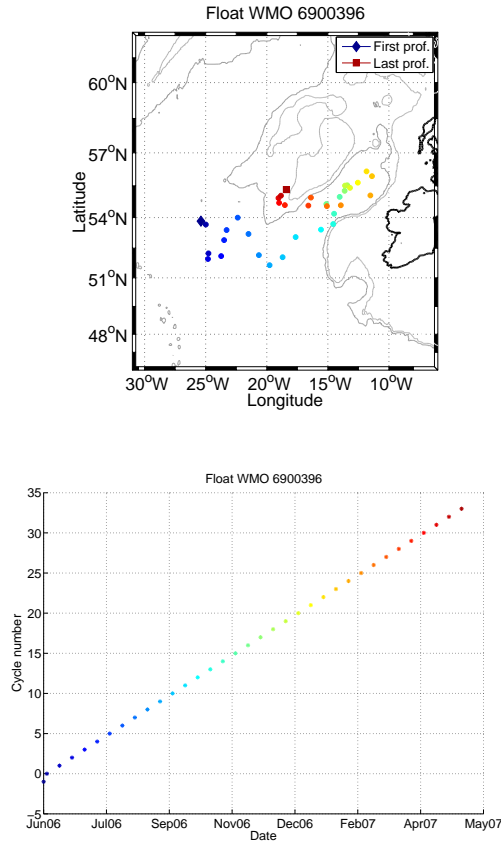 Float WMO 6900396
First prof.
Last prof.
60°N
57°N
54°N
51°N
48°N
Latitude
30°W 25°W 20°W 15°W 10°W
Longitude
Float WMO 6900396
35
30
25
20
15
10
5
0
−5
Cycle number
Jun06 Jul06 Sep06 Nov06 Dec06 Feb07 Apr07 May07
Date